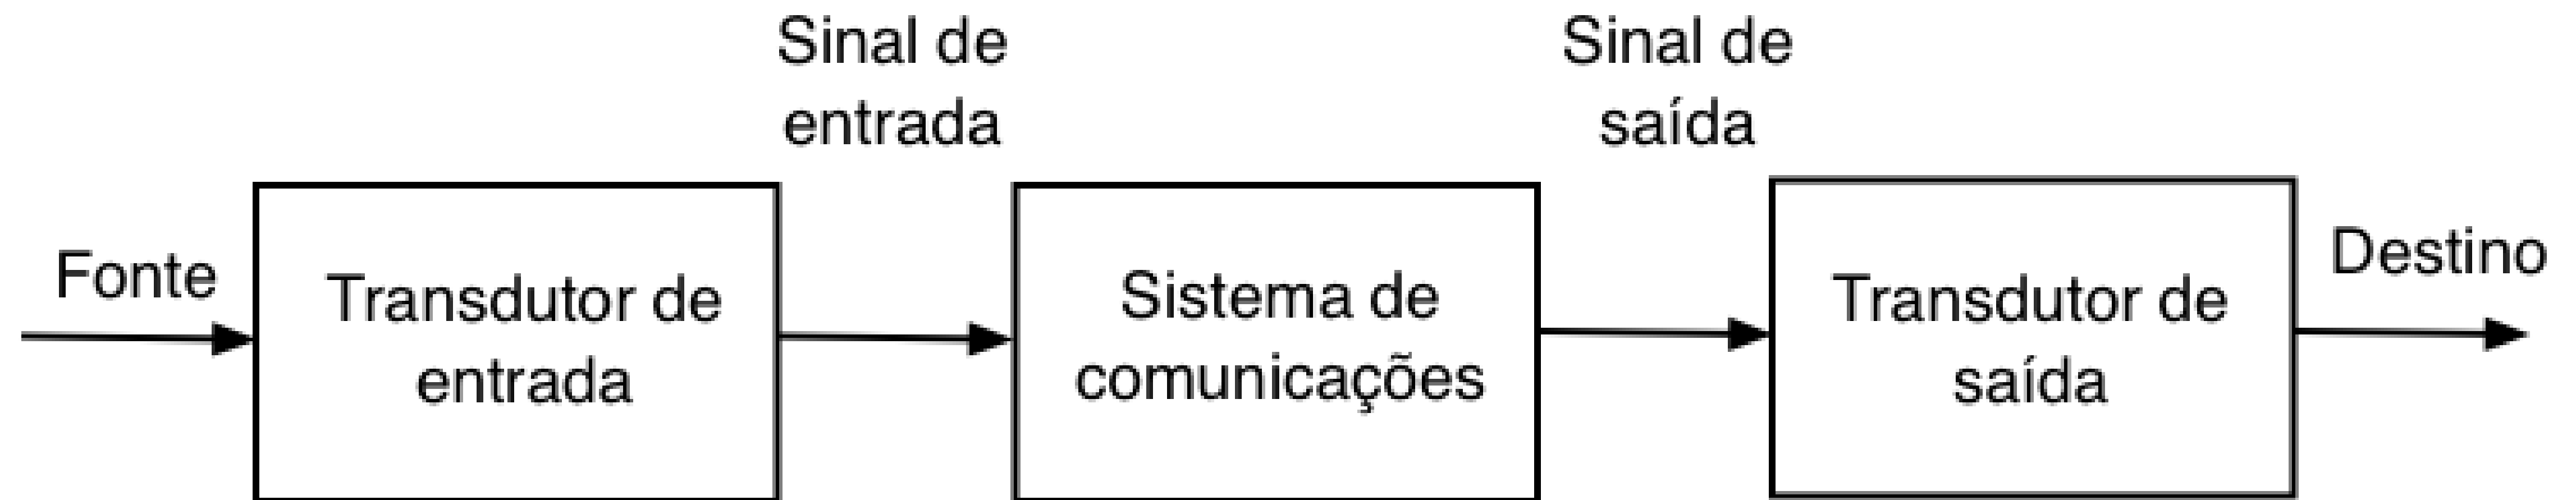 Fonte
Transdutor de
entrada
Sinal de
entrada
Sistema de
comunicações
Sinal de
saída
Transdutor de
saída
Destino